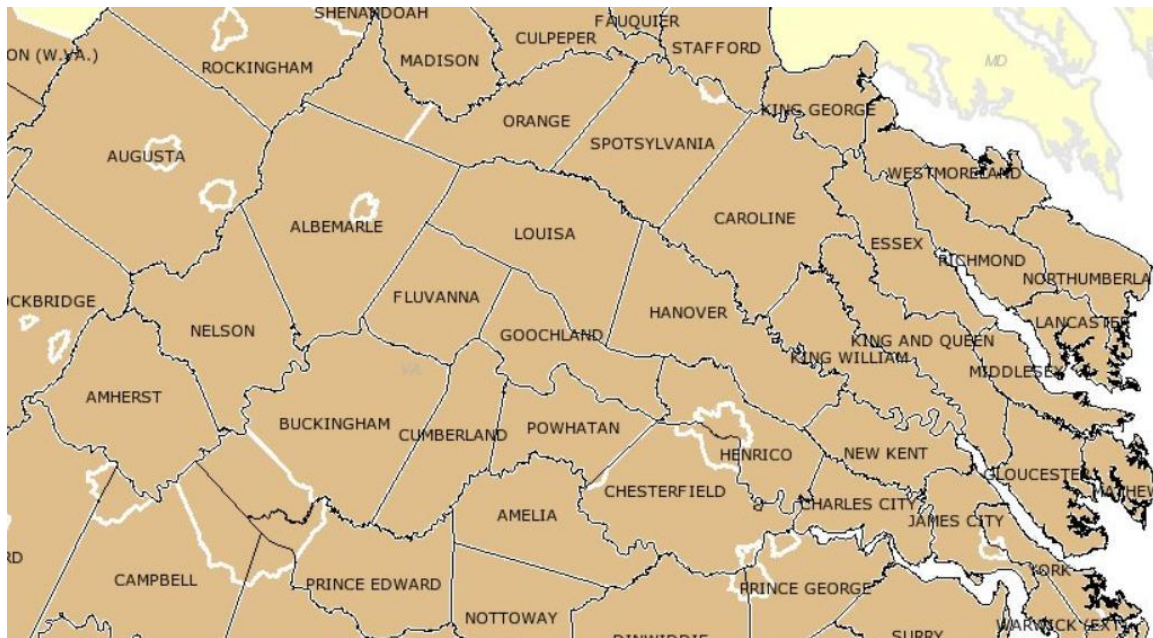 SHENANDOAH
FAUQUIER
CULPEPER
STAFFORD
ON (W.VA.)
ROCKINGHAM
MADISON
MD
KING GEORGE
ORANGE
SPOTSYLVANIA
AUGUSTA
WESTMORELAND
ALBEMARLE
LOUISA
CAROLINE
ESSEX
RICHMOND
NORTHUMBERLA
OCKBRIDGE
FLUVANNA
NELSON
GOOCHLAND
HANOVER
LANCASTER
KING AND QUEEN
KING WILLIAM
MIDDLESEX
VA
AMHERST
BUCKINGHAM
CUMBERLAND
POWHATAN
HENRICO
NEW KENT
GLOUCESTER
MATHEW
CHESTERFIELD
CHARLES CITY
AMELIA
JAMES CITY
RD
CAMPBELL
PRINCE EDWARD
PRINCE GEORGE
YORK
NOTTOWAY
WARWICK (EXT)
DINWIDDIE
SURRY